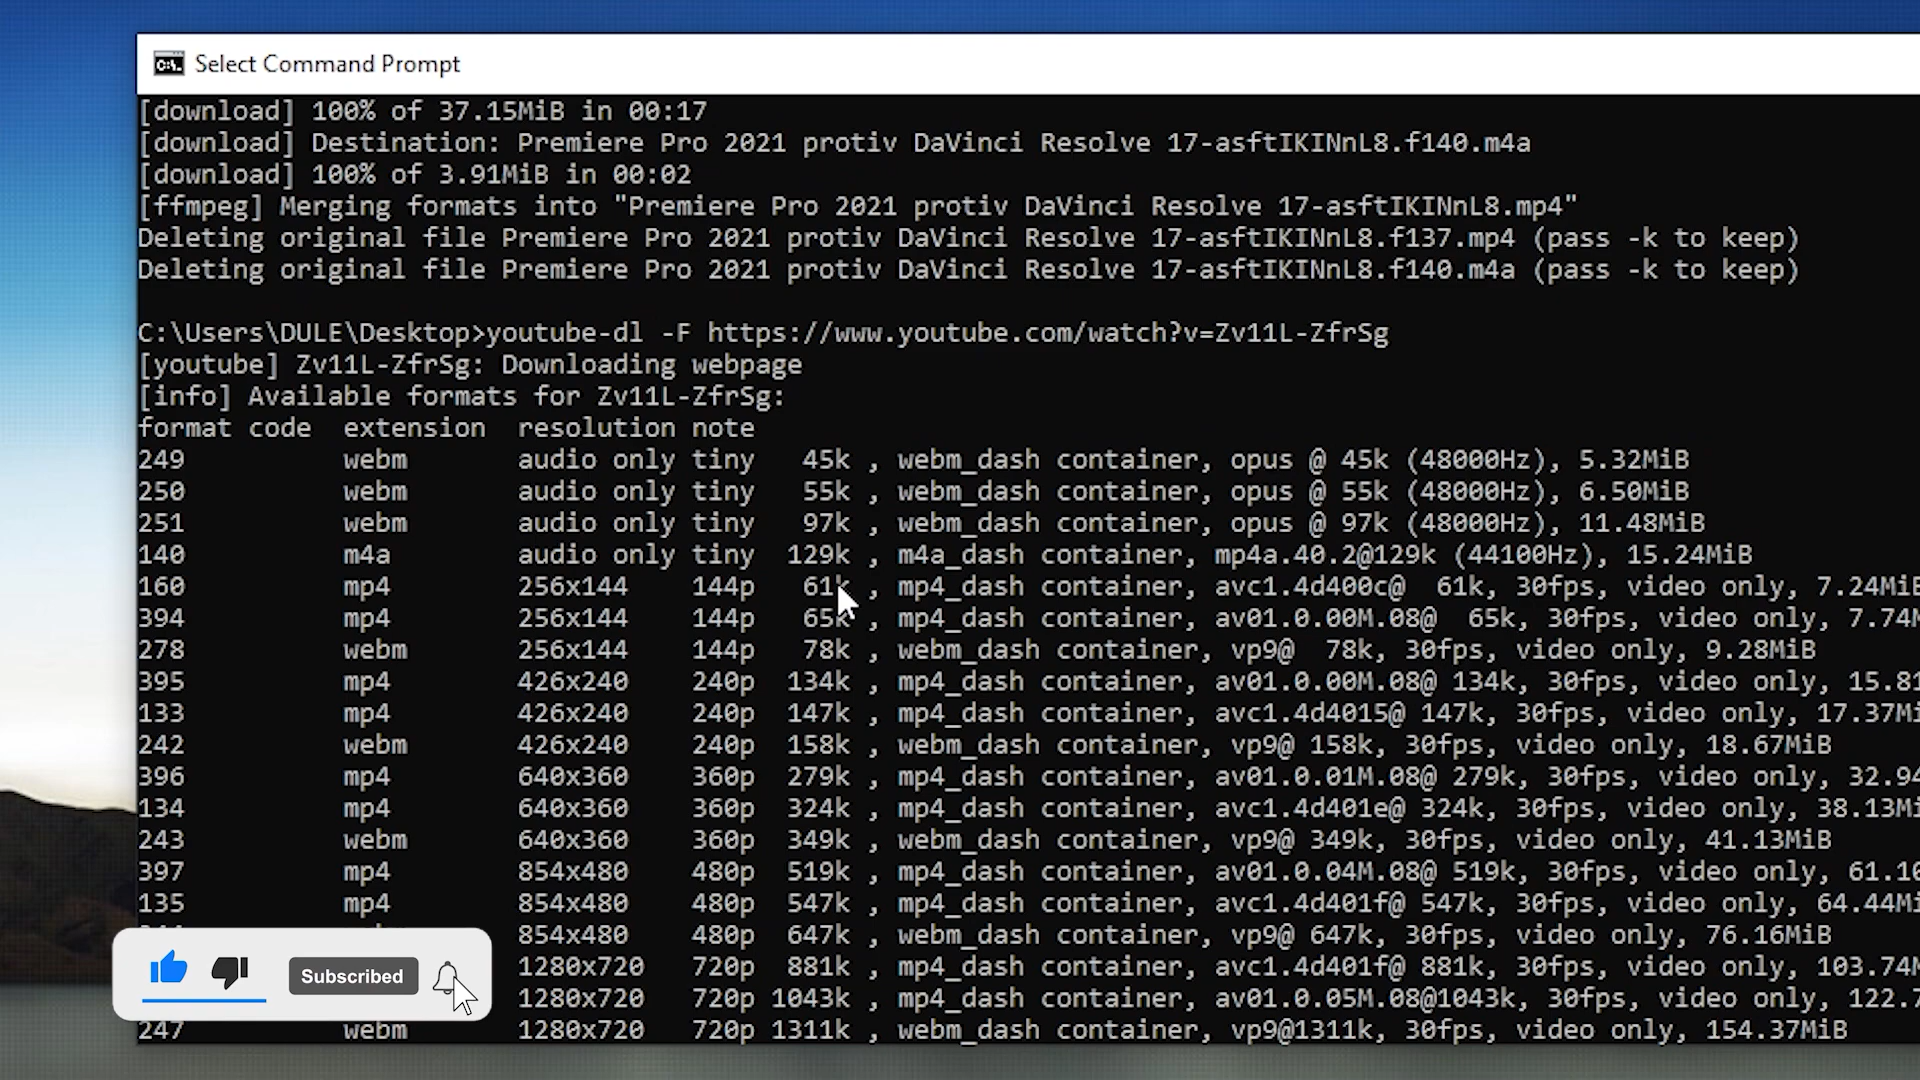 Select Command Prompt
[download] 100% of 37.15MiB in 00:17
[download] Destination: Premiere Pro 2021 protiv DaVinci Resolve 17-asftIKINnL8.f140.m4a
[download] 100% of 3.91MiB in 00:02
[ffmpeg] Merging formats into "Premiere Pro 2021 protiv DaVinci Resolve 17-asftIKINnL8.mp4"
Deleting original file Premiere Pro 2021 protiv DaVinci Resolve 17-asftIKINnL8.f137.mp4 (pass -k to keep)
Deleting original file Premiere Pro 2021 protiv DaVinci Resolve 17-asftIKINnL8.f140.m4a (pass -k to keep)
C:\Users\DULE\Desktop>youtube-dl -F https://www.youtube.com/watch?v=Zv11L-ZfrSg
[youtube] Zv11L-ZfrSg: Downloading webpage
[info] Available formats for Zv11L-ZfrSg:
format code extension resolution note
249 webm audio only tiny 45k , webm_dash container, opus @ 45k (48000Hz), 5.32MiB
250 webm audio only tiny 55k , webm_dash container, opus @ 55k (48000Hz), 6.50MiB
251 webm audio only tiny 97k , webm_dash container, opus @ 97k (48000Hz), 11.48MiB
140 m4a audio only tiny 129k , m4a_dash container, mp4a.40.2@129k (44100Hz), 15.24MiB
160 mp4 256x144 144p 61k , mp4_dash container, avc1.4d400c@ 61k, 30fps, video only, 7.24MiB
394 mp4 256x144 144p 65k , mp4_dash container, av01.0.00M.08@ 65k, 30fps, video only, 7.74M
278 webm 256x144 144p 78k , webm_dash container, vp9@ 78k, 30fps, video only, 9.28MiB
395 mp4 426x240 240p 134k , mp4_dash container, av01.0.00M.08@ 134k, 30fps, video only, 15.81
133 mp4 426x240 240p 147k , mp4_dash container, avc1.4d4015@ 147k, 30fps, video only, 17.37Mi
242 webm 426x240 240p 158k , webm_dash container, vp9@ 158k, 30fps, video only, 18.67MiB
396 mp4 640x360 360p 279k , mp4_dash container, av01.0.01M.08@ 279k, 30fps, video only, 32.94
134 mp4 640x360 360p 324k , mp4_dash container, avc1.4d401e@ 324k, 30fps, video only, 38.13Mi
243 webm 640x360 360p 349k , webm_dash container, vp9@ 349k, 30fps, video only, 41.13MiB
397 mp4 854x480 480p 519k , mp4_dash container, av01.0.04M.08@ 519k, 30fps, video only, 61.10
135 mp4 854x480 480p 547k , mp4_dash container, avc1.4d401f@ 547k, 30fps, video only, 64.44Mi
854x480 480p 647k , webm_dash container, vp9@ 647k, 30fps, video only, 76.16MiB
1280x720 720p 881k , mp4_dash container, avc1.4d401f@ 881k, 30fps, video only, 103.74M
1280x720 720p 1043k , mp4_dash container, av01.0.05M.08@1043k, 30fps, video only, 122.7
247 webm 1280x720 720p 1311k , webm_dash container, vp9@1311k, 30fps, video only, 154.37MiB
Subscribed